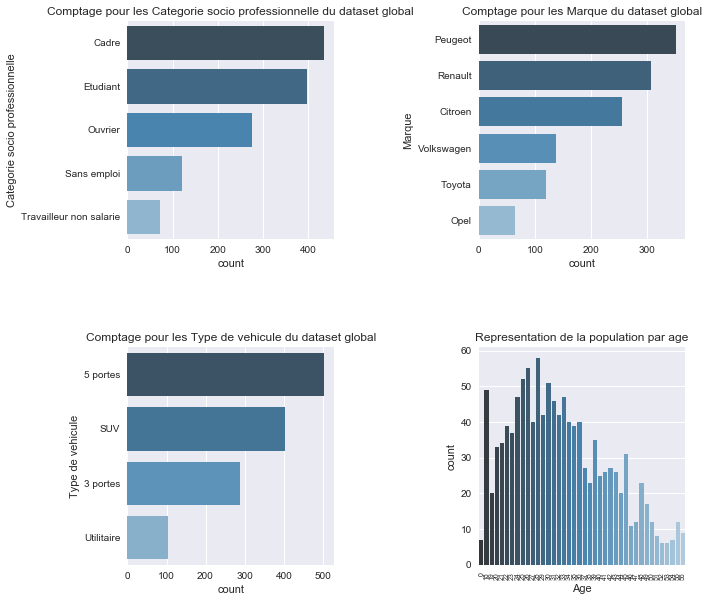 Comptage pour les Categorie socio professionnelle du dataset global
Categorie socio professionnelle
Cadre
Etudiant
Ouvrier
Sans emploi
Travailleur non salarie
0 100 200 300 400
count
Comptage pour les Marque du dataset global
Marque
Peugeot
Renault
Citroen
Volkswagen
Toyota
Opel
0 100 200 300
count
Comptage pour les Type de vehicule du dataset global
Type de vehicule
5 portes
SUV
3 portes
Utilitaire
0 100 200 300 400 500
count
Representation de la population par age
count
60
50
40
30
20
10
0
Age